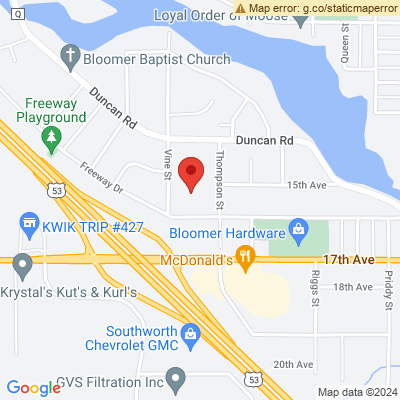 Map error: g.co/staticmaperror
Loyal Order of Moose
Q
Queen St
Bloomer Baptist Church
Freeway
Playground
Duncan Rd
Duncan Rd
Vine St
Thompson St
15th Ave
53
Freeway Dr
KWIK TRIP #427
Bloomer Hardware
McDonald's
17th Ave
Krystal's Kut's & Kurl's
Riggs St
18th Ave
Priddy St
Southworth
Chevrolet GMC
20th Ave
GVS Filtration Inc
53
Google
Map data ©2024